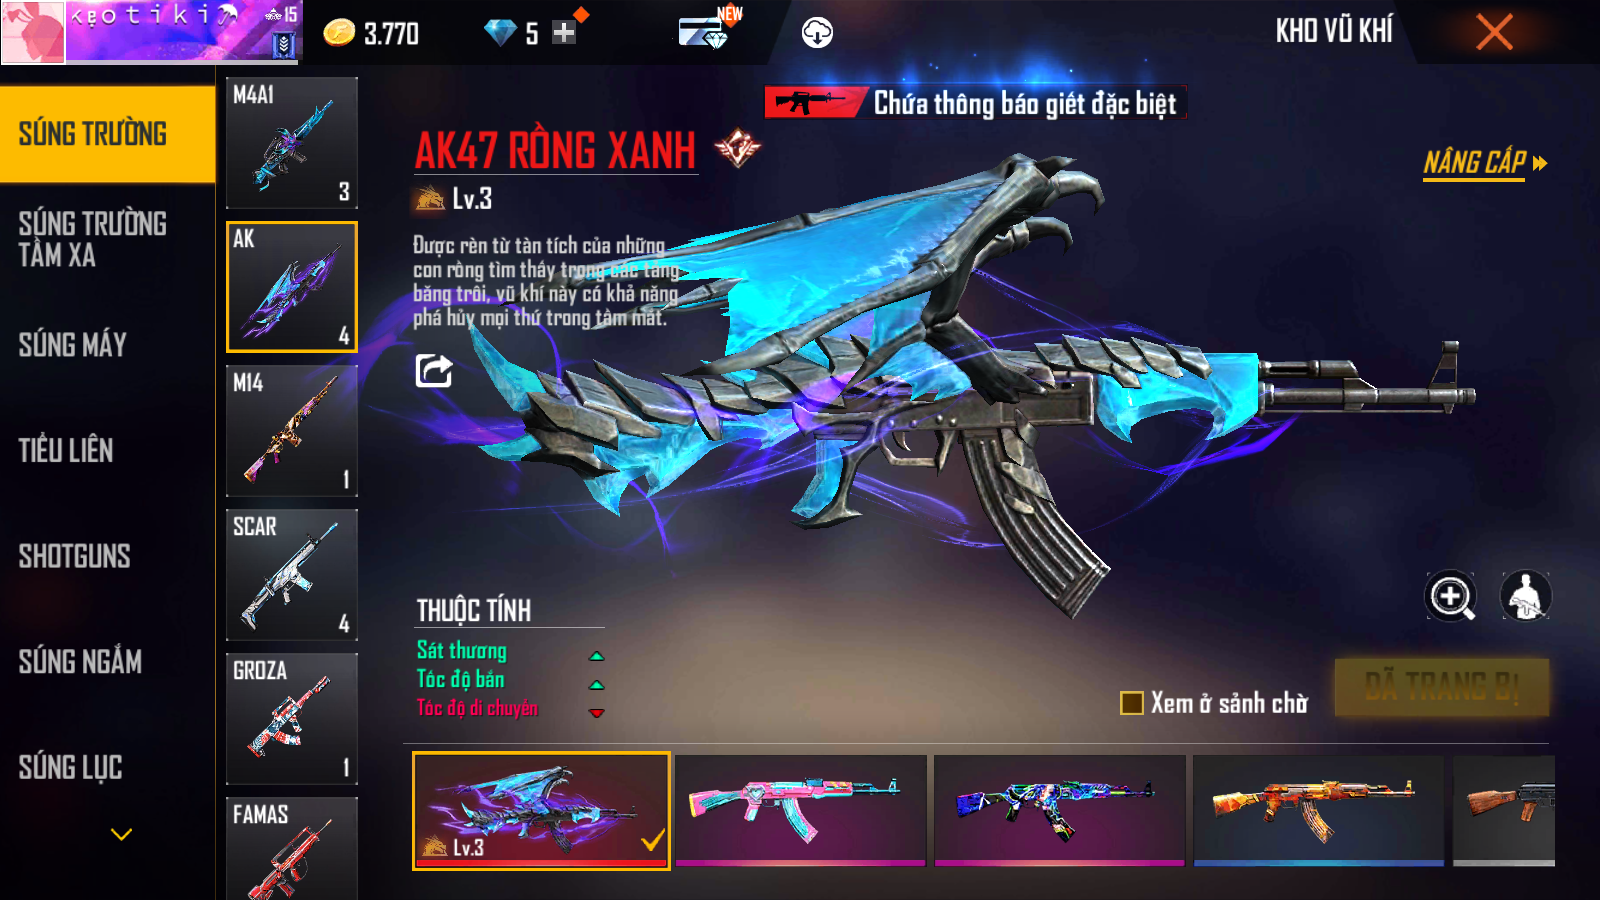 kẹotiki
15
3.770
5
NEW
KHO VŨ KHÍ
SÚNG TRƯỜNG
SÚNG TRƯỜNG
TẦM XA
SÚNG MÁY
TIỂU LIÊN
SHOTGUNS
SÚNG NGẮM
SÚNG LỤC
M4A1
3
AK
4
M14
1
SCAR
4
GROZA
1
FAMAS
Chứa thông báo giết đặc biệt
AK47 RỒNG XANH
Lv.3
Được rèn từ tàn tích của những
con rồng tìm thấy trong các tảng
băng trôi, vũ khí này có khả năng
phá hủy mọi thứ trong tầm mắt.
NÂNG CẤP
THUỘC TÍNH
Sát thương
Tốc độ bắn
Tốc độ di chuyển
Xem ở sảnh chờ
ĐÃ TRANG BỊ
Lv.3